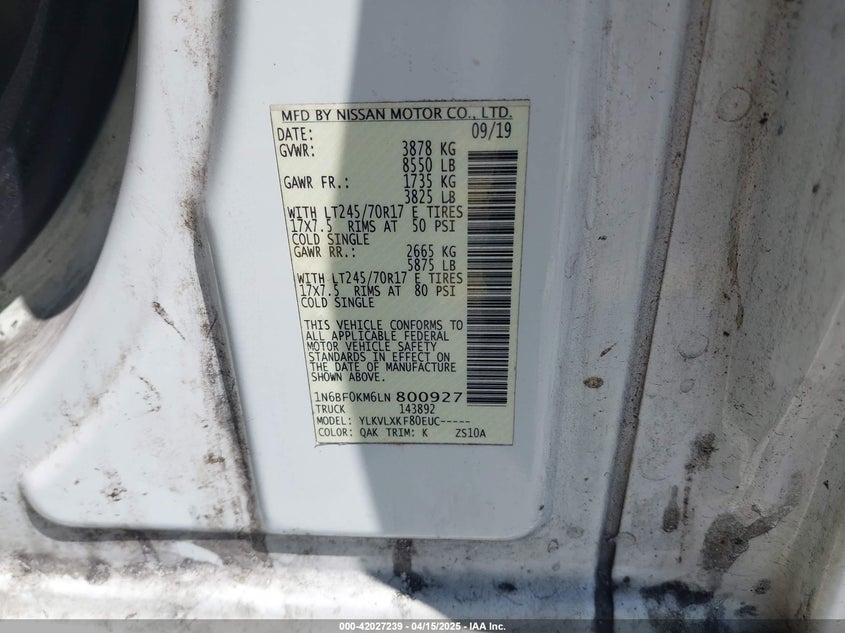 MFD BY NISSAN MOTOR CO., LTD.
DATE: 09/19
GVWR: 3878 KG
8550 LB
GAWR FR.: 1735 KG
3825 LB
WITH LT245/70R17 E TIRES
17X7.5 RIMS AT 50 PSI
COLD SINGLE
GAWR RR.: 2665 KG
5875 LB
WITH LT245/70R17 E TIRES
17X7.5 RIMS AT 80 PSI
COLD SINGLE
THIS VEHICLE CONFORMS TO
ALL APPLICABLE FEDERAL
MOTOR VEHICLE SAFETY
STANDARDS IN EFFECT ON
THE DATE OF MANUFACTURE
SHOWN ABOVE.
1N6BF0KM6LN 800927
TRUCK 143892
MODEL: YLKVLXKF80EUC-----
COLOR: QAK TRIM: K ZS10A
000-42027239 - 04/15/2025 - IAA Inc.